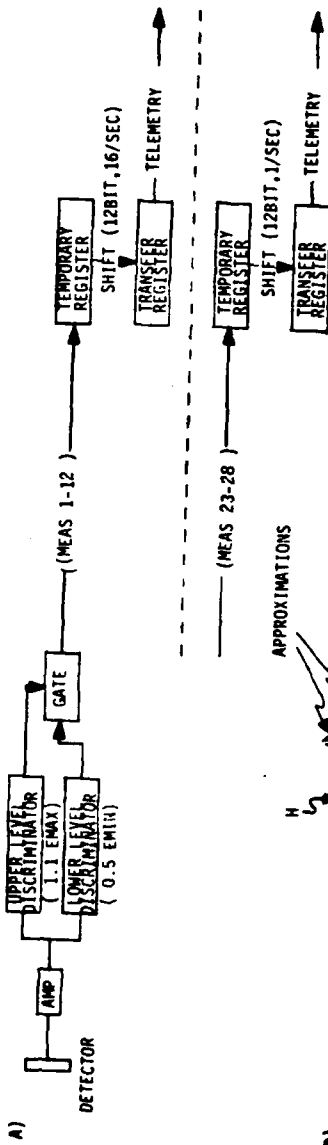 A)
DETECTOR
AMP
UPPER LEVEL
DISCRIMINATOR
( 1.1 EMAX)
LOWER LEVEL
DISCRIMINATOR
( 0.5 EMIN)
GATE
(MEAS 1-12 )
TEMPORARY
REGISTER
SHIFT (12BIT,16/SEC)
TRANSFER
REGISTER
TELEMETRY
(MEAS 23-28 )
TEMPORARY
REGISTER
SHIFT (12BIT,1/SEC)
TRANSFER
REGISTER
TELEMETRY
APPROXIMATIONS
H